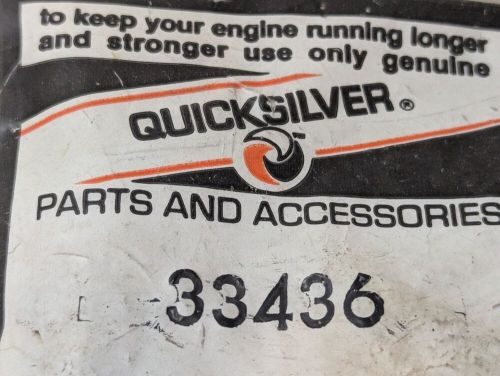 to keep your engine running longer
and stronger use only genuine
QUICKSILVER®
PARTS AND ACCESSORIES
33436